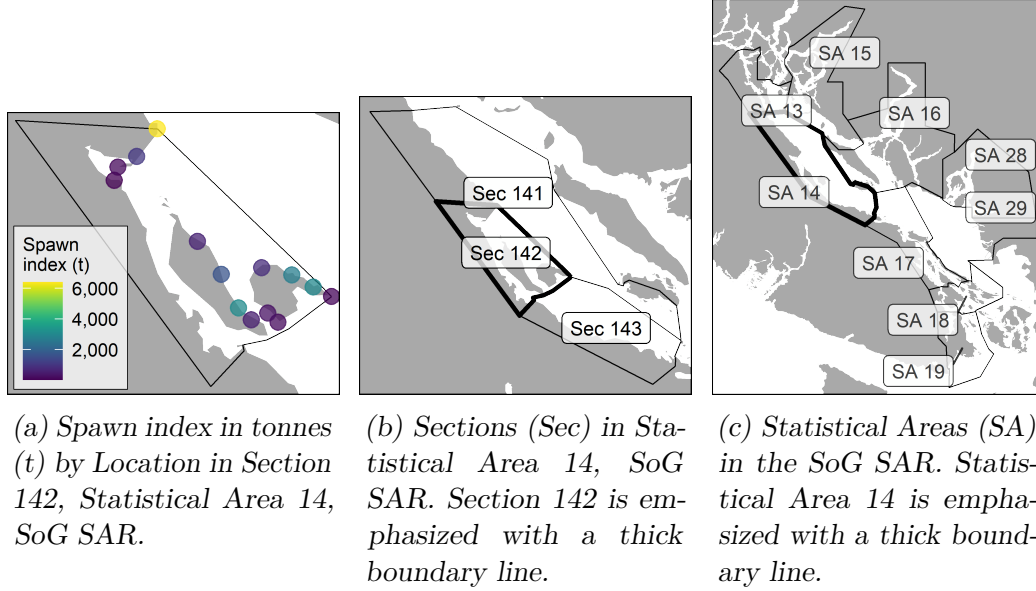 Spawn
index (t)
6,000
4,000
2,000
Sec 141
Sec 142
Sec 143
SA 15
SA 13
SA 16
SA 28
SA 14
SA 29
SA 17
SA 18
SA 19
(a) Spawn index in tonnes
(t) by Location in Section
142, Statistical Area 14,
SoG SAR.
(b) Sections (Sec) in Sta-
tistical Area 14, SoG
SAR. Section 142 is em-
phasized with a thick
boundary line.
(c) Statistical Areas (SA)
in the SoG SAR. Statis-
tical Area 14 is empha-
sized with a thick bound-
ary line.